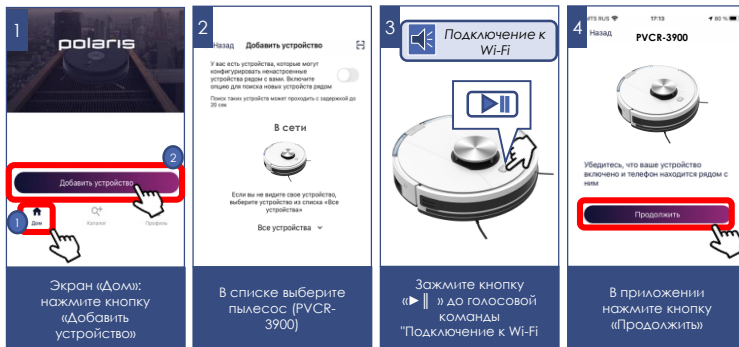 1
polaris
2
Добавить устройство
1
Дом
Каталог
Профиль
Экран «Дом»:
нажмите кнопку
«Добавить
устройство»
2
Назад Добавить устройство
У вас есть устройства, которые могут
конфигурировать ненастроенные
устройства рядом с вами. Включите
опцию для поиска новых устройств рядом
Поиск таких устройств может проходить с задержкой до
20 сек
В сети
Если вы не видите свое устройство,
выберите устройство из списка «Все
устройства»
Все устройства
В списке выберите
пылесос (PVCR-
3900)
3
Подключение к
Wi-Fi
Зажмите кнопку
«►║ » до голосовой
команды
"Подключение к Wi-Fi
4
MTS RUS 17:13 80 %
Назад PVCR-3900
Убедитесь, что ваше устройство
включено и телефон находится рядом с
ним
Продолжить
В приложении
нажмите кнопку
«Продолжить»